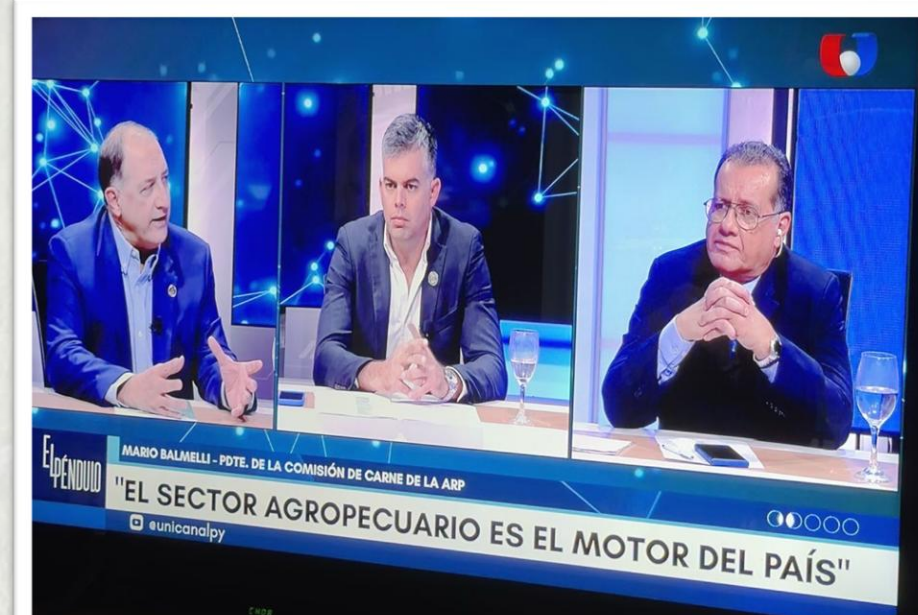 EL PÉNDULO
MARIO BALMELLI - PDTE. DE LA COMISIÓN DE CARNE DE LA ARP
"EL SECTOR AGROPECUARIO ES EL MOTOR DEL PAÍS"
@unicanalpy